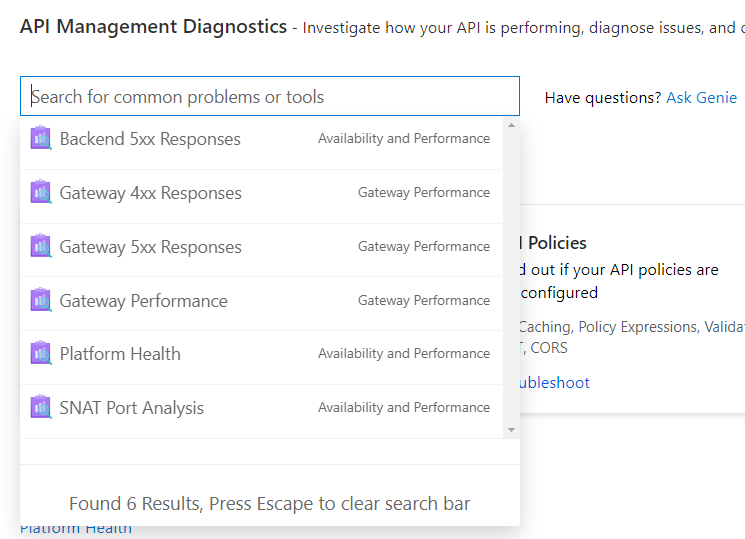 API Management Diagnostics - Investigate how your API is performing, diagnose issues, and
Search for common problems or tools
Have questions? Ask Genie
Backend 5xx Responses Availability and Performance
Gateway 4xx Responses Gateway Performance
Gateway 5xx Responses Gateway Performance
Gateway Performance Gateway Performance
Platform Health Availability and Performance
SNAT Port Analysis Availability and Performance
Found 6 Results, Press Escape to clear search bar
Policies
out if your API policies are
configured
Caching, Policy Expressions,
CORS
Platform Health